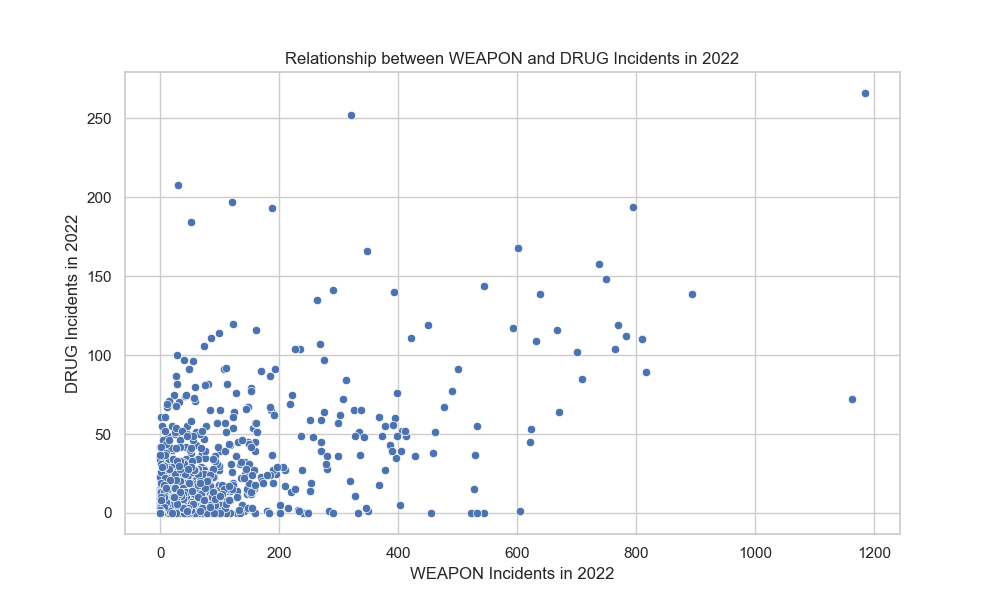 Relationship between WEAPON and DRUG Incidents in 2022
DRUG Incidents in 2022
250
200
150
100
50
0
0 200 400 600 800 1000 1200
WEAPON Incidents in 2022